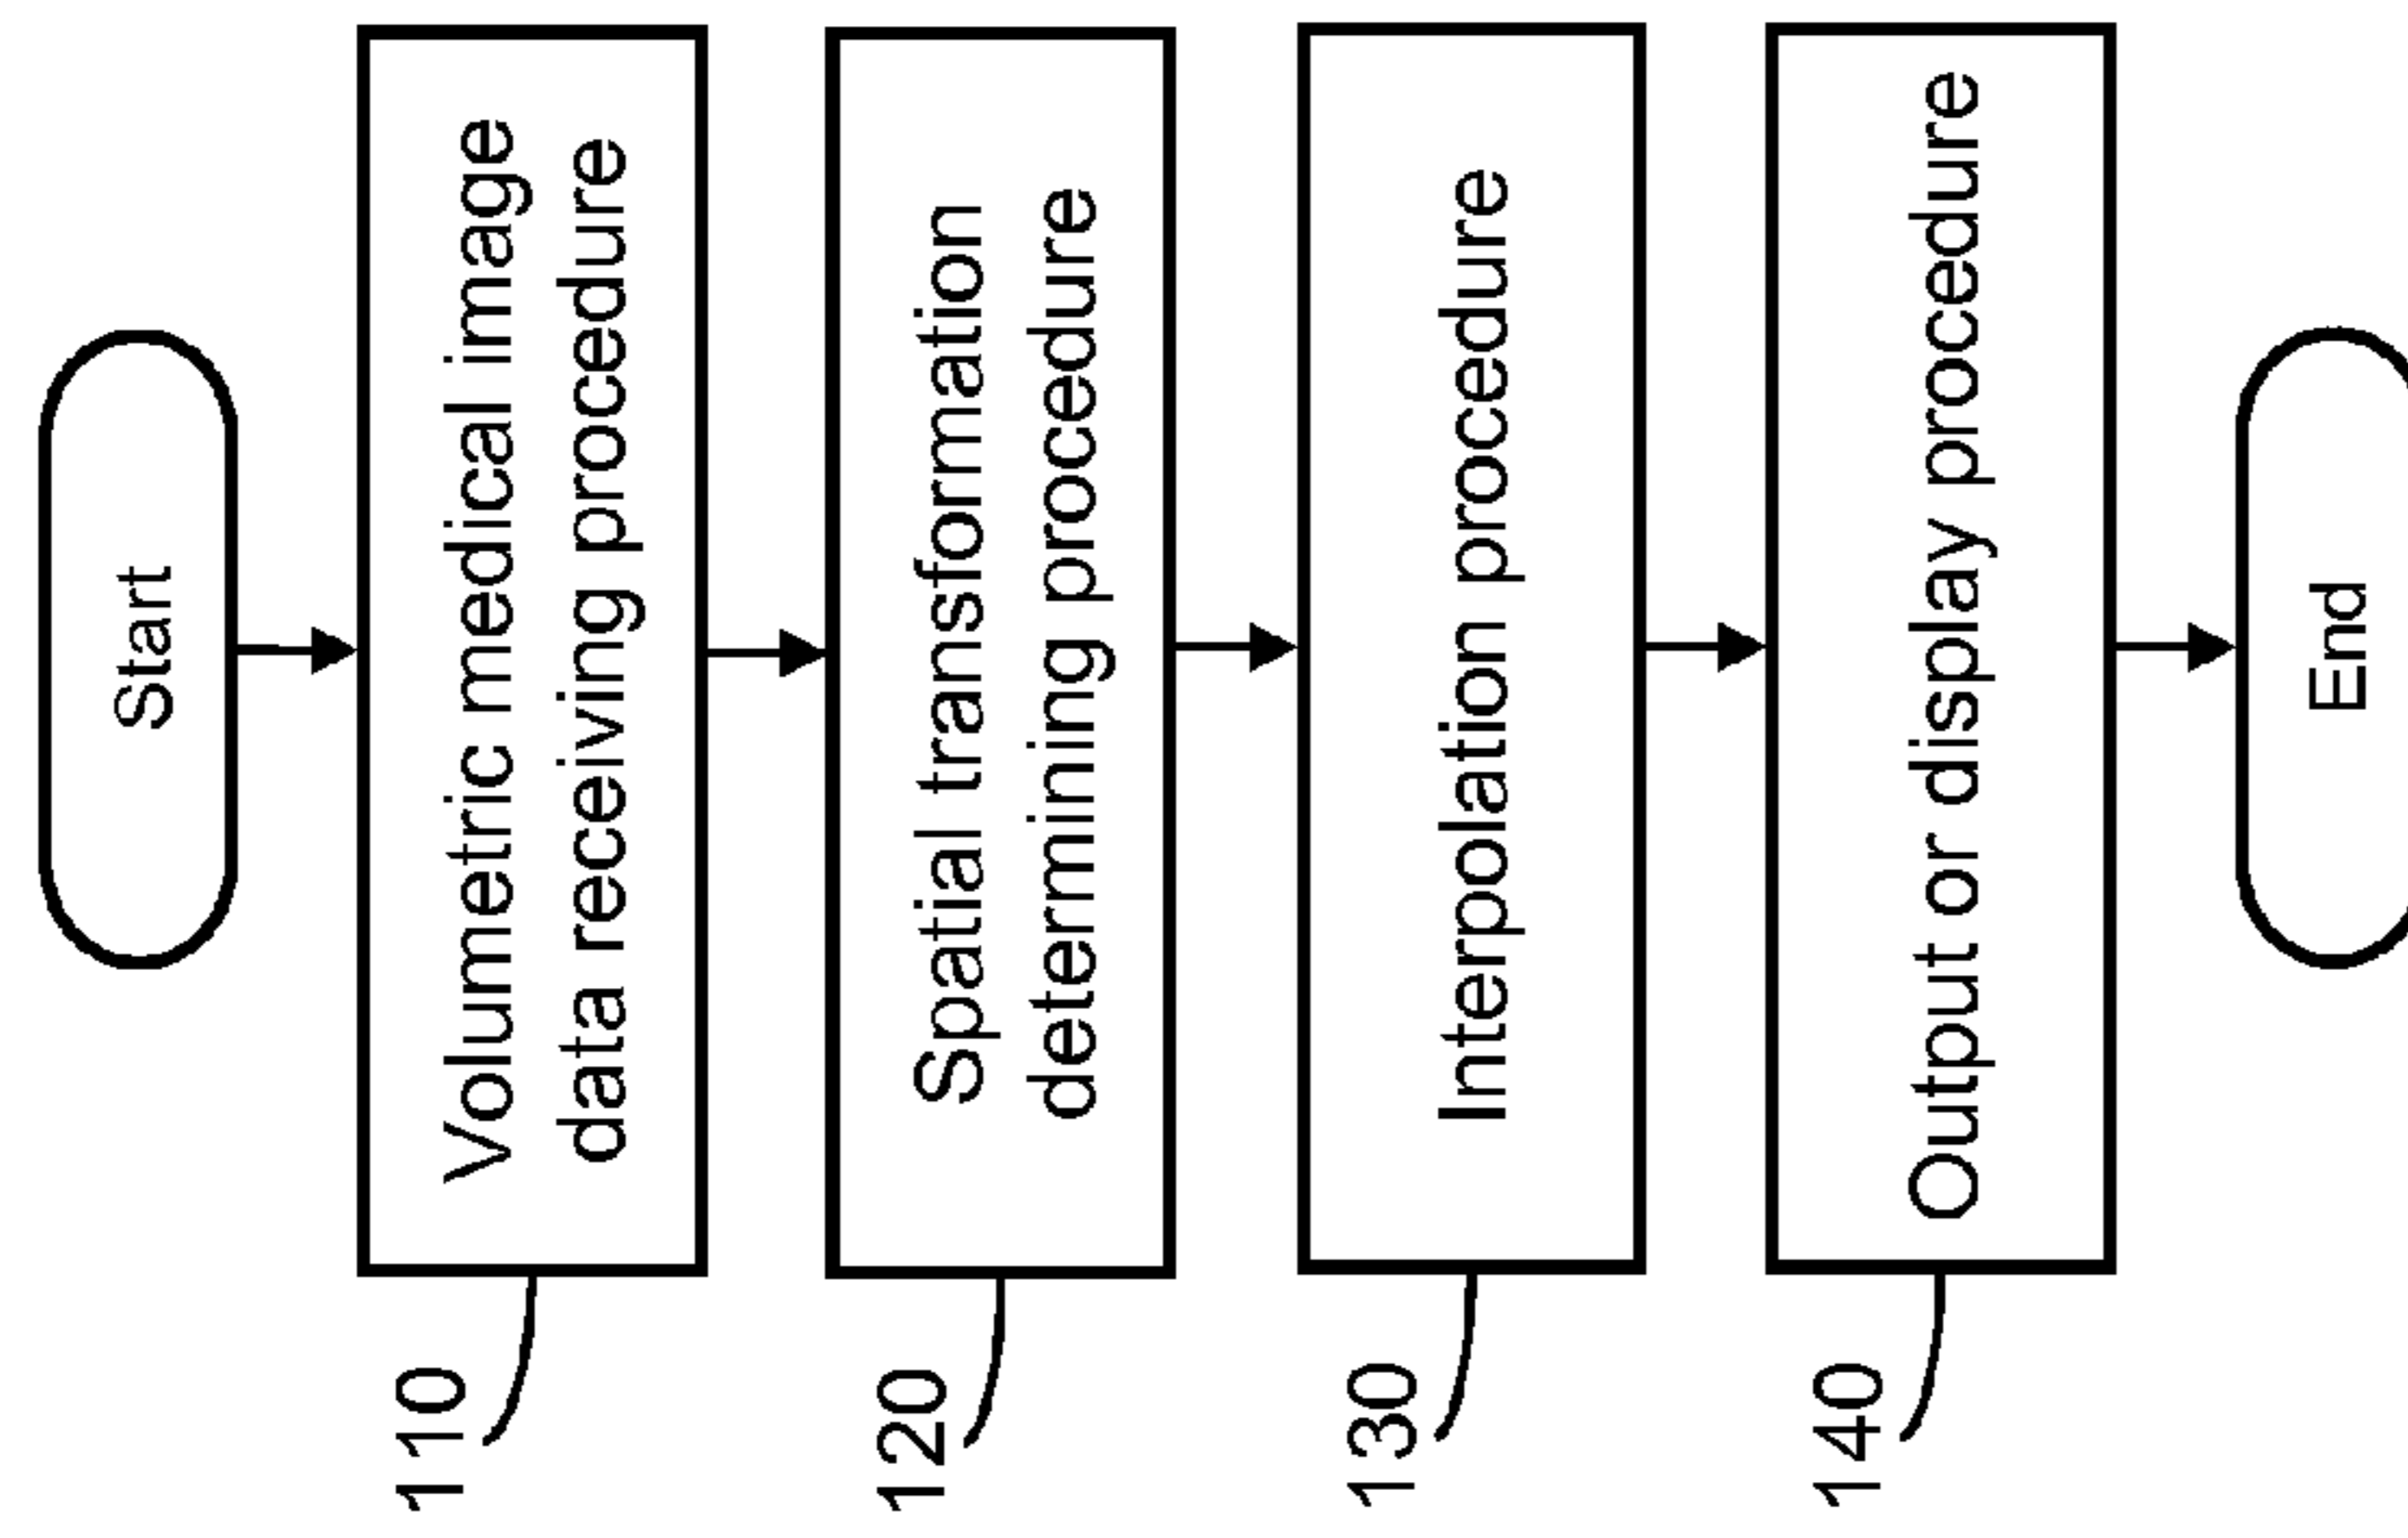 Start
110
Volumetric medical image
data receiving procedure
120
Spatial transformation
determining procedure
130
Interpolation procedure
140
Output or display procedure
End